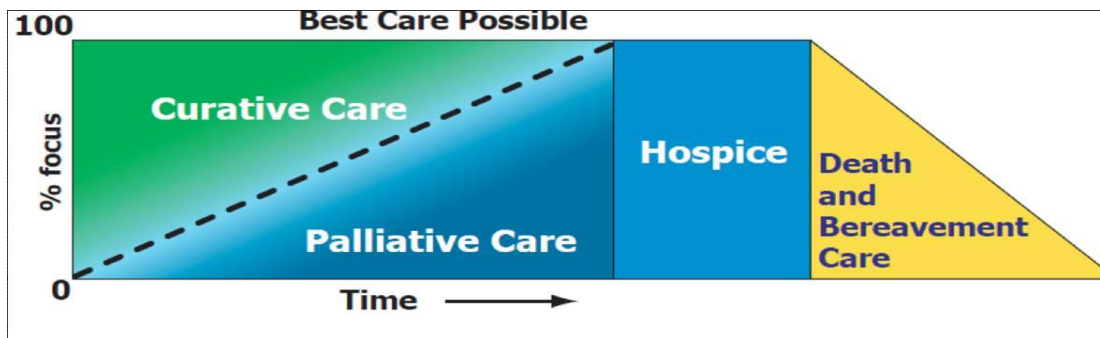 100
Best Care Possible
Curative Care
% focus
Hospice
Palliative Care
Death
and
Bereavement
Care
0
Time